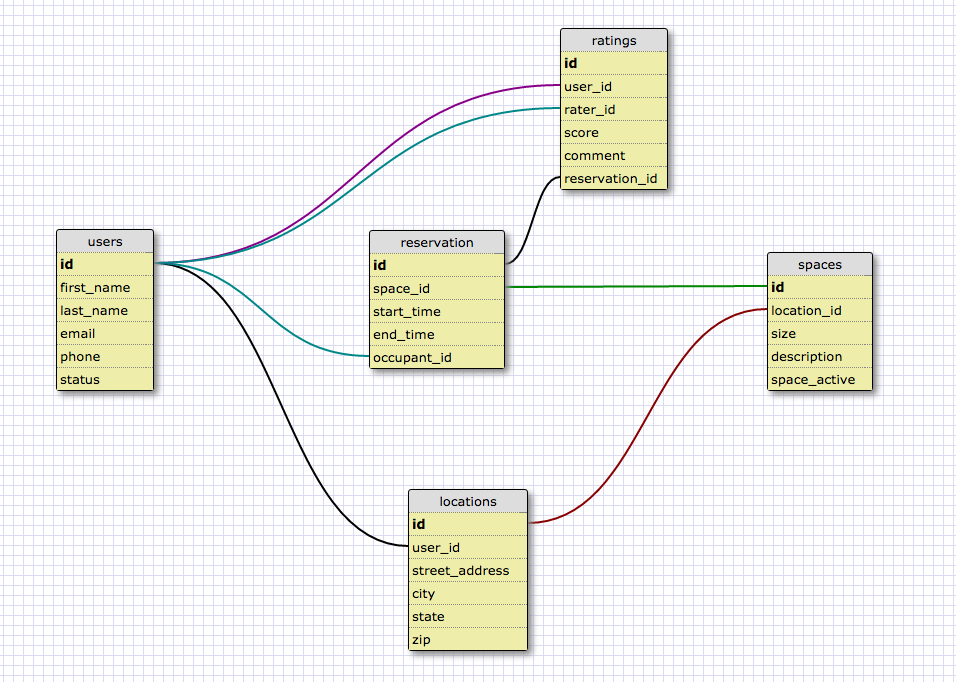 ratings
id
user_id
rater_id
score
comment
reservation_id
users
id
first_name
last_name
email
phone
status
reservation
id
space_id
start_time
end_time
occupant_id
spaces
id
location_id
size
description
space_active
locations
id
user_id
street_address
city
state
zip